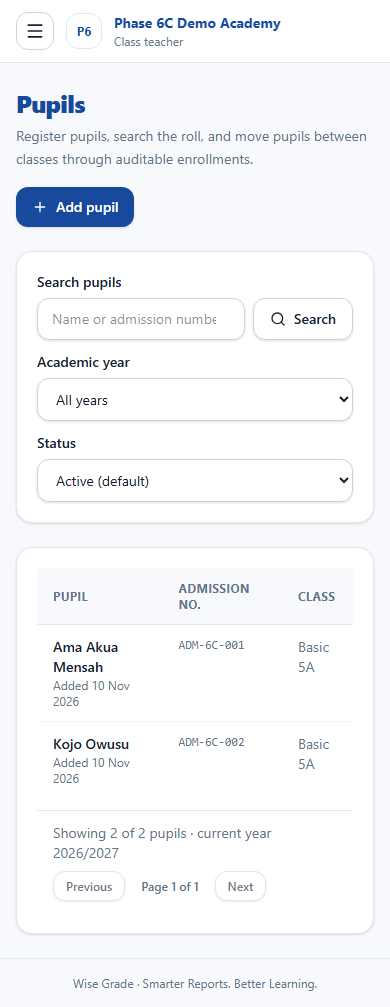 P6
Phase 6C Demo Academy
Class teacher
Pupils
Register pupils, search the roll, and move pupils between
classes through auditable enrollments.
Add pupil
Search pupils
Name or admission numbe
Search
Academic year
All years
Status
Active (default)
PUPIL
ADMISSION
NO.
CLASS
Ama Akua
Mensah
Added 10 Nov
2026
ADM-6C-001
Basic
5A
Kojo Owusu
Added 10 Nov
2026
ADM-6C-002
Basic
5A
Showing 2 of 2 pupils · current year
2026/2027
Previous
Page 1 of 1
Next
Wise Grade · Smarter Reports. Better Learning.